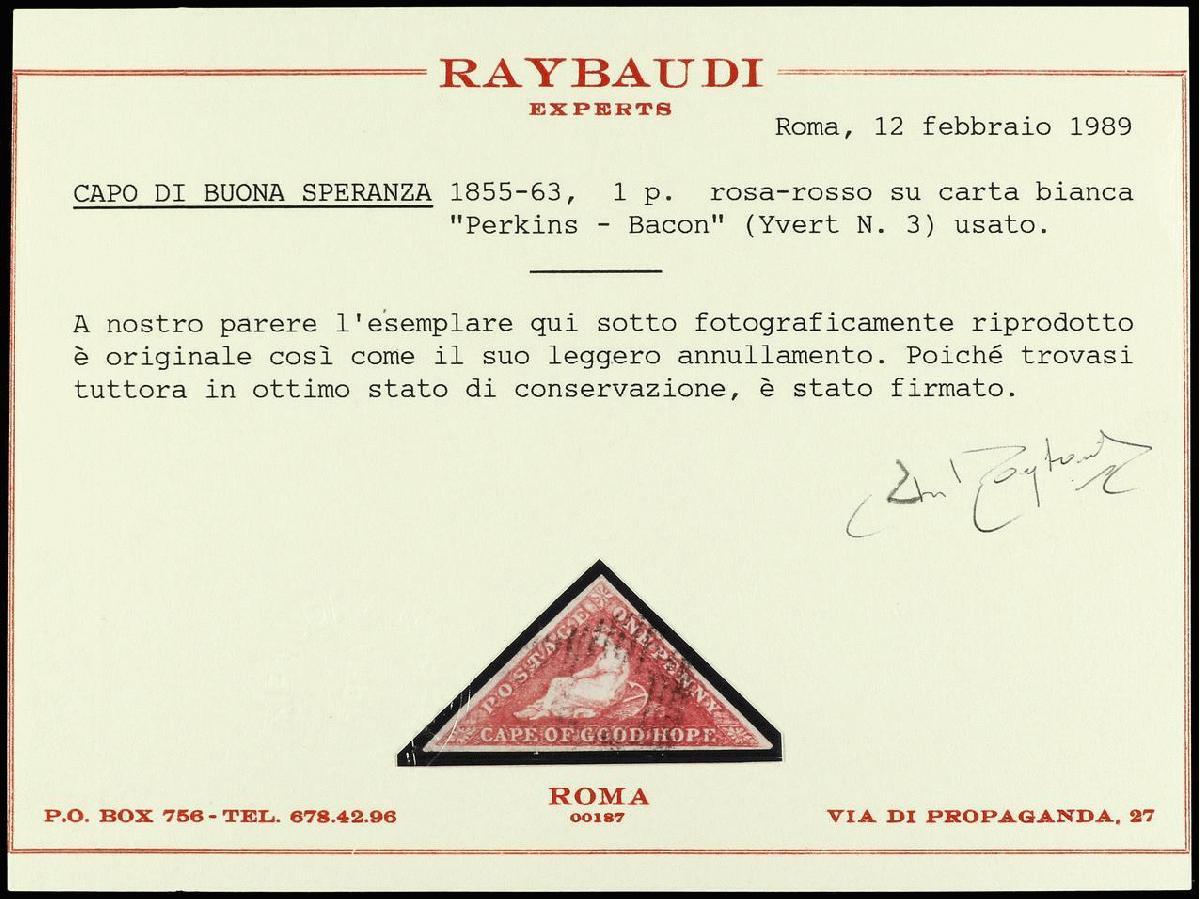 RAYBAUDI
EXPERTS
Roma, 12 febbraio 1989
CAPO DI BUONA SPERANZA 1855-63, 1 p. rosa-rosso su carta bianca
"Perkins - Bacon" (Yvert N. 3) usato.
A nostro parere l'esemplare qui sotto fotograficamente riprodotto
è originale così come il suo leggero annullamento. Poiché trovasi
tuttora in ottimo stato di conservazione, è stato firmato.
POSTAGE ONE PENNY
CAPE OF GOOD HOPE
ROMA
00187
P.O. BOX 756 - TEL. 678.42.96
VIA DI PROPAGANDA, 27